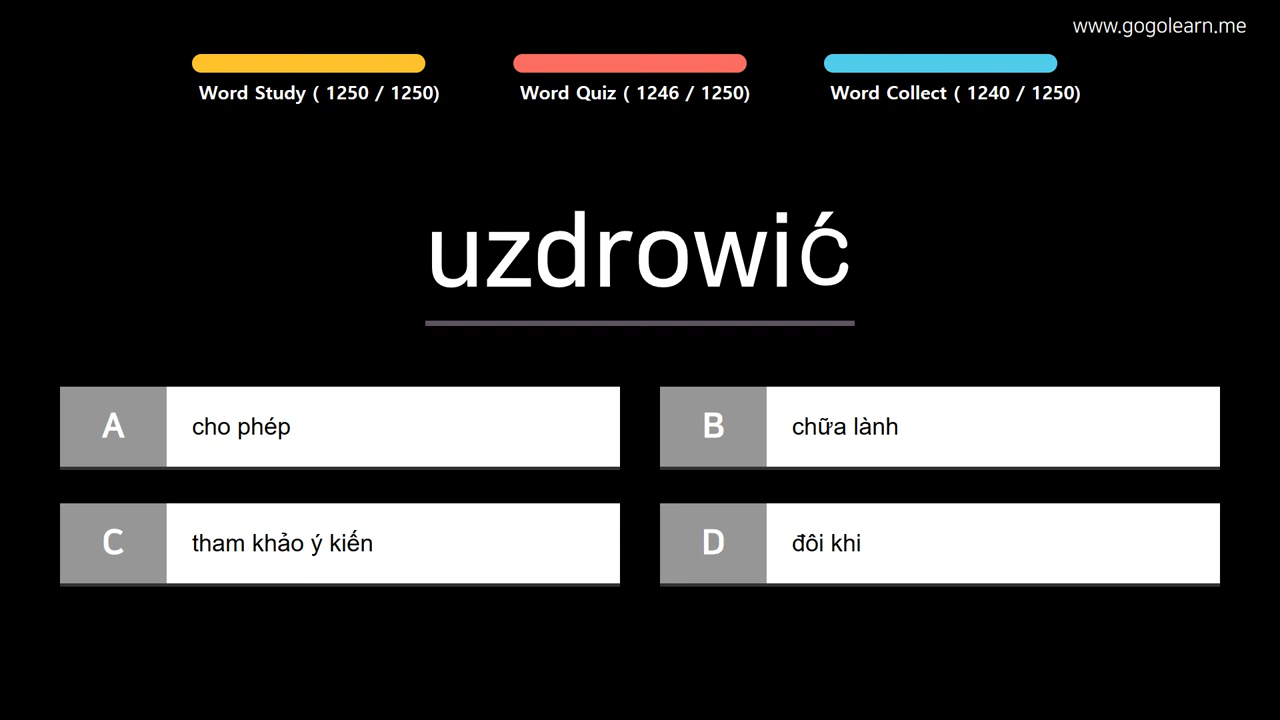 www.gogolearn.me
Word Study ( 1250 / 1250)
Word Quiz ( 1246 / 1250)
Word Collect ( 1240 / 1250)
uzdrowić
A
cho phép
B
chữa lành
C
tham khảo ý kiến
D
đôi khi